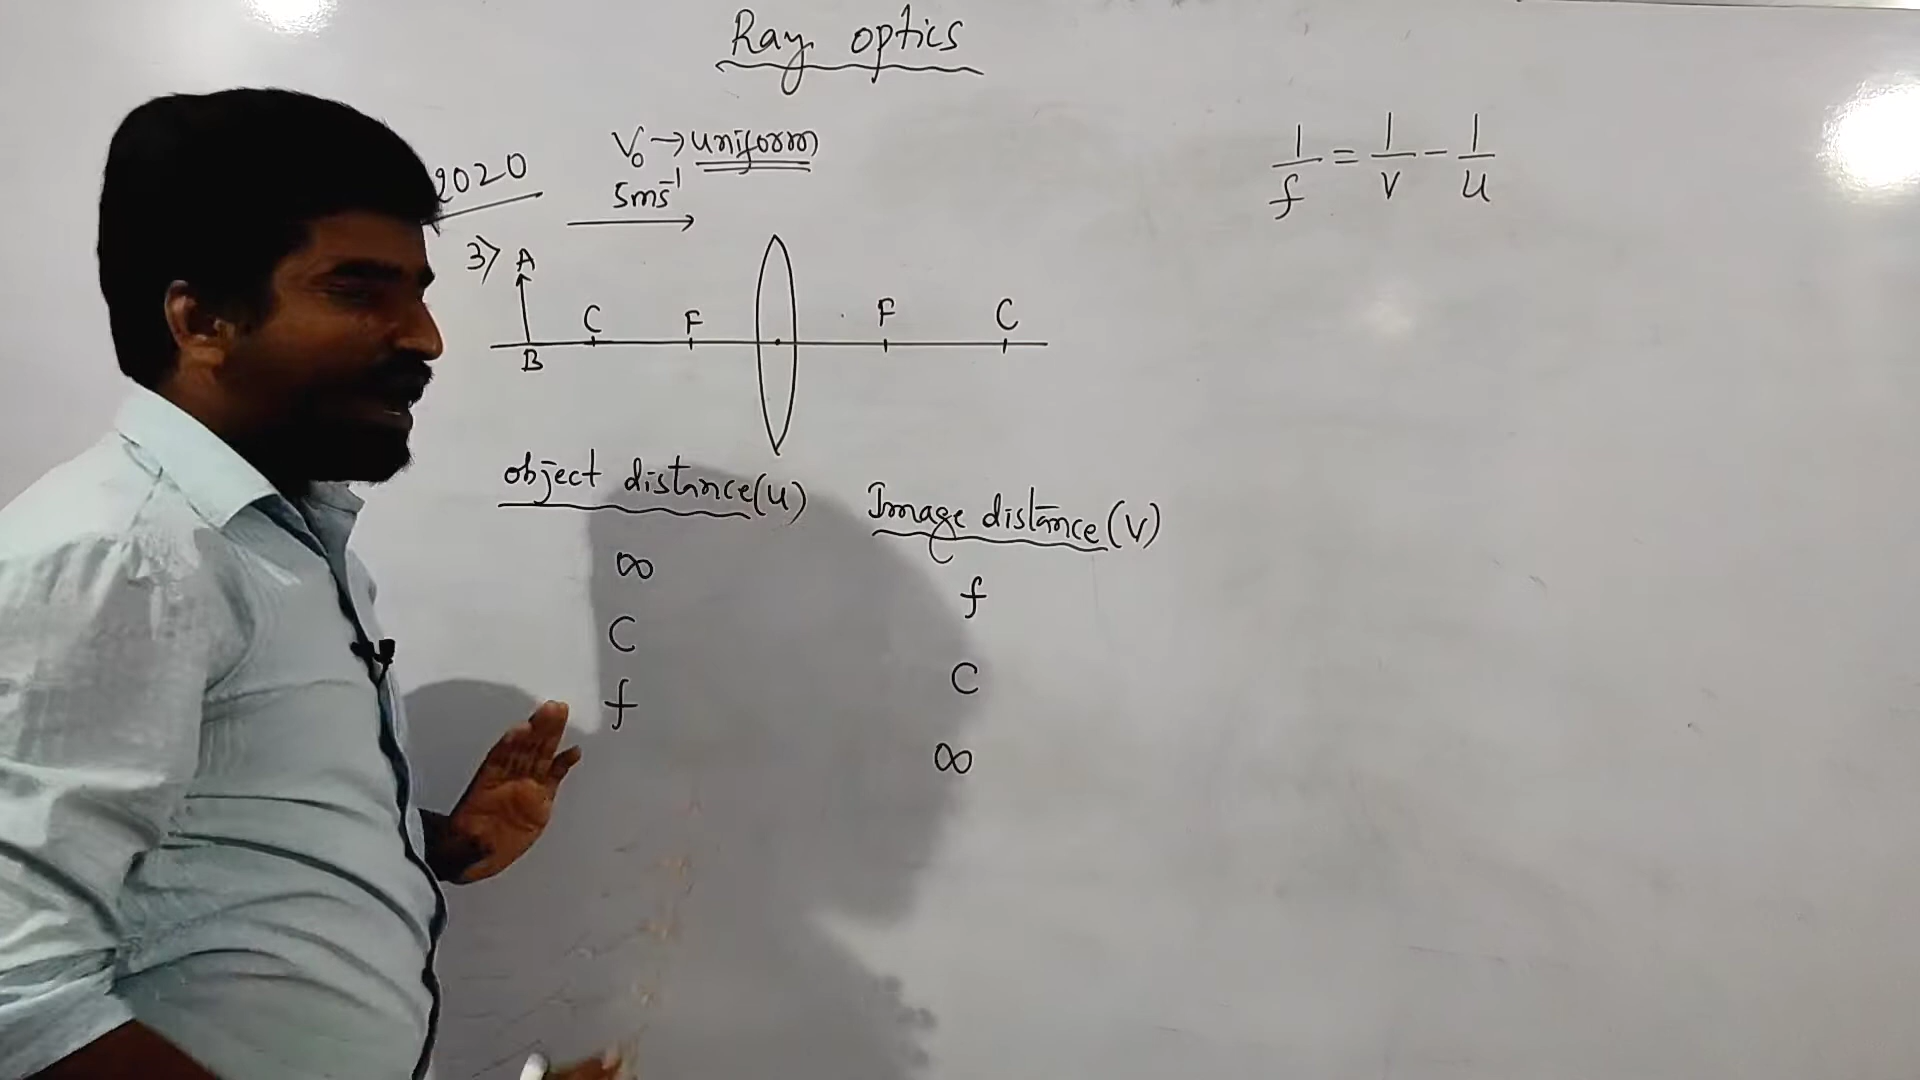 Ray optics
2020
V₀ → uniform
5ms⁻¹
1/f = 1/v - 1/u
3) A
C F F C
B
object distance (u) Image distance (v)
∞ f
C C
f ∞